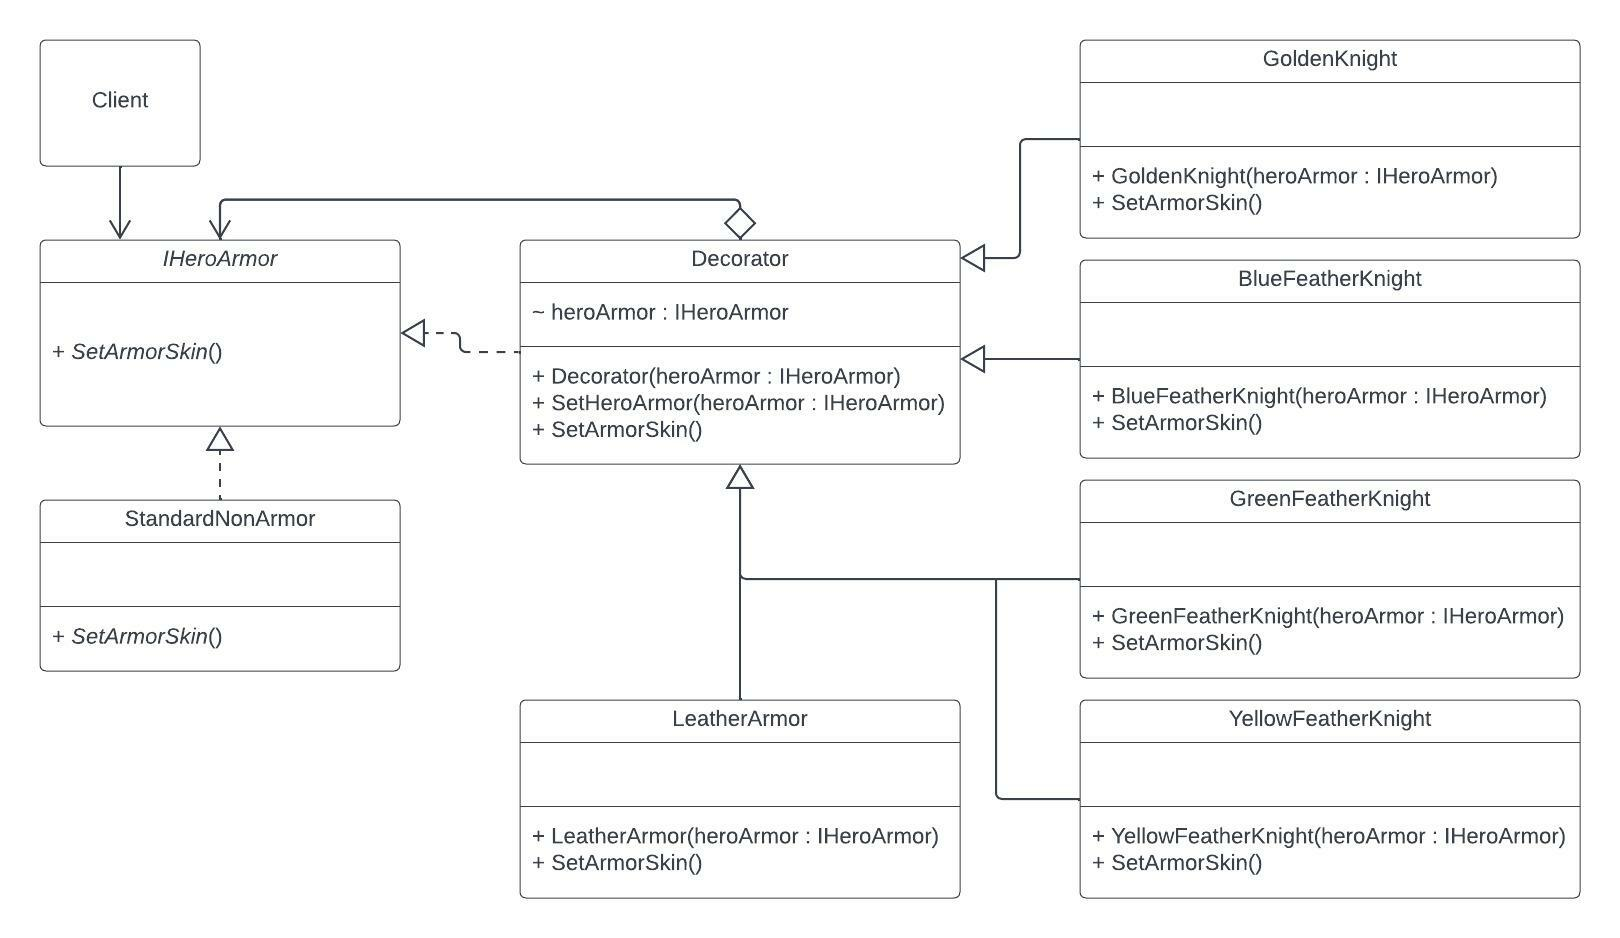 Client
IHeroArmor
+ SetArmorSkin()
StandardNonArmor
+ SetArmorSkin()
Decorator
~ heroArmor : IHeroArmor
+ Decorator(heroArmor : IHeroArmor)
+ SetHeroArmor(heroArmor : IHeroArmor)
+ SetArmorSkin()
LeatherArmor
+ LeatherArmor(heroArmor : IHeroArmor)
+ SetArmorSkin()
GoldenKnight
+ GoldenKnight(heroArmor : IHeroArmor)
+ SetArmorSkin()
BlueFeatherKnight
+ BlueFeatherKnight(heroArmor : IHeroArmor)
+ SetArmorSkin()
GreenFeatherKnight
+ GreenFeatherKnight(heroArmor : IHeroArmor)
+ SetArmorSkin()
YellowFeatherKnight
+ YellowFeatherKnight(heroArmor : IHeroArmor)
+ SetArmorSkin()